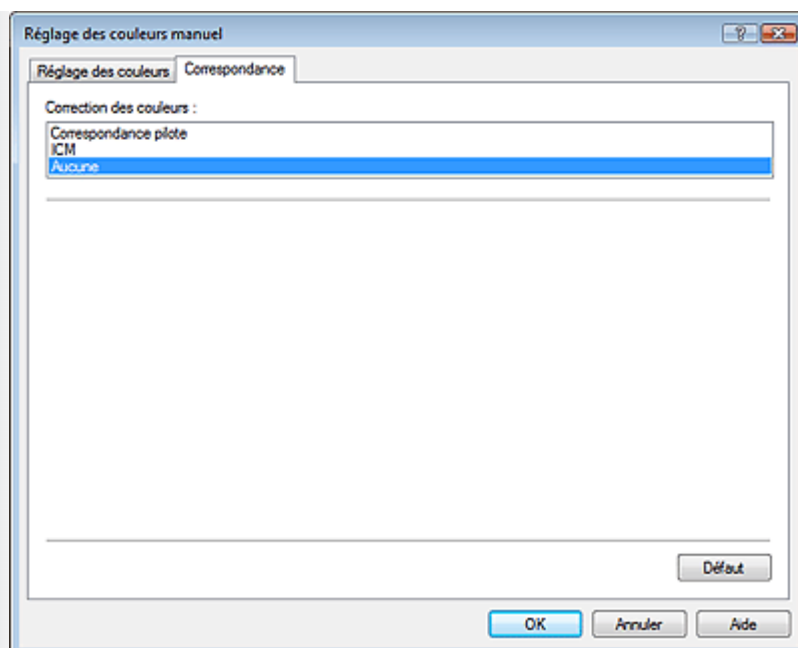 Réglage des couleurs manuel
Réglage des couleurs Correspondance
Correction des couleurs :
Correspondance pilote
ICM
Aucune
Défaut
OK Annuler Aide